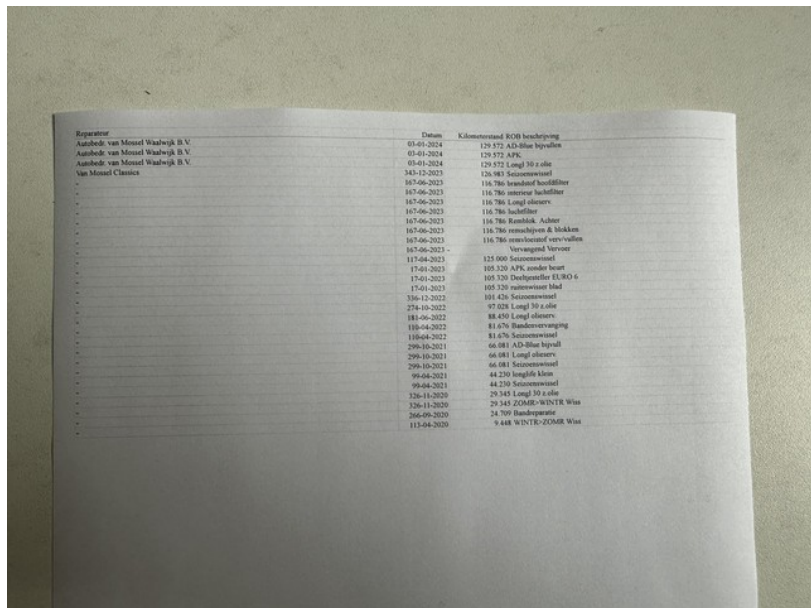 Reparateur Datum Kilometerstand ROB beschrijving
Autobedr. van Mossel Waalwijk B.V. 03-01-2024 129.572 AD-Blue bijvullen
Autobedr. van Mossel Waalwijk B.V. 03-01-2024 129.572 APK
Autobedr. van Mossel Waalwijk B.V. 03-01-2024 129.572 Longl 30 z.olie
Van Mossel Classics 343-12-2023 126.983 Seizoenswissel
- 167-06-2023 116.786 brandstof hoofdfilter
- 167-06-2023 116.786 interieur luchtfilter
- 167-06-2023 116.786 Longl olieserv.
- 167-06-2023 116.786 luchtfilter
- 167-06-2023 116.786 Remblok. Achter
- 167-06-2023 116.786 remschijven & blokken
- 167-06-2023 116.786 remvloeistof verv/vullen
- 167-06-2023 - Vervangend Vervoer
- 117-04-2023 125.000 Seizoenswissel
- 17-01-2023 105.320 APK zonder beurt
- 17-01-2023 105.320 Deeltjesfilter EURO 6
- 17-01-2023 105.320 ruitenwisser blad
- 336-12-2022 101.426 Seizoenswissel
- 274-10-2022 97.028 Longl 30 z.olie
- 181-06-2022 88.450 Longl olieserv.
- 110-04-2022 81.676 Bandenvervanging
- 110-04-2022 81.676 Seizoenswissel
- 299-10-2021 66.081 AD-Blue bijvull
- 299-10-2021 66.081 Longl olieserv.
- 299-10-2021 66.081 Seizoenswissel
- 99-04-2021 44.230 longlife klein
- 99-04-2021 44.230 Seizoenswissel
- 326-11-2020 29.345 Longl 30 z.olie
- 326-11-2020 29.345 ZOMR>WINTR Wiss
- 266-09-2020 24.709 Bandreparatie
- 113-04-2020 9.448 WINTR>ZOMR Wiss